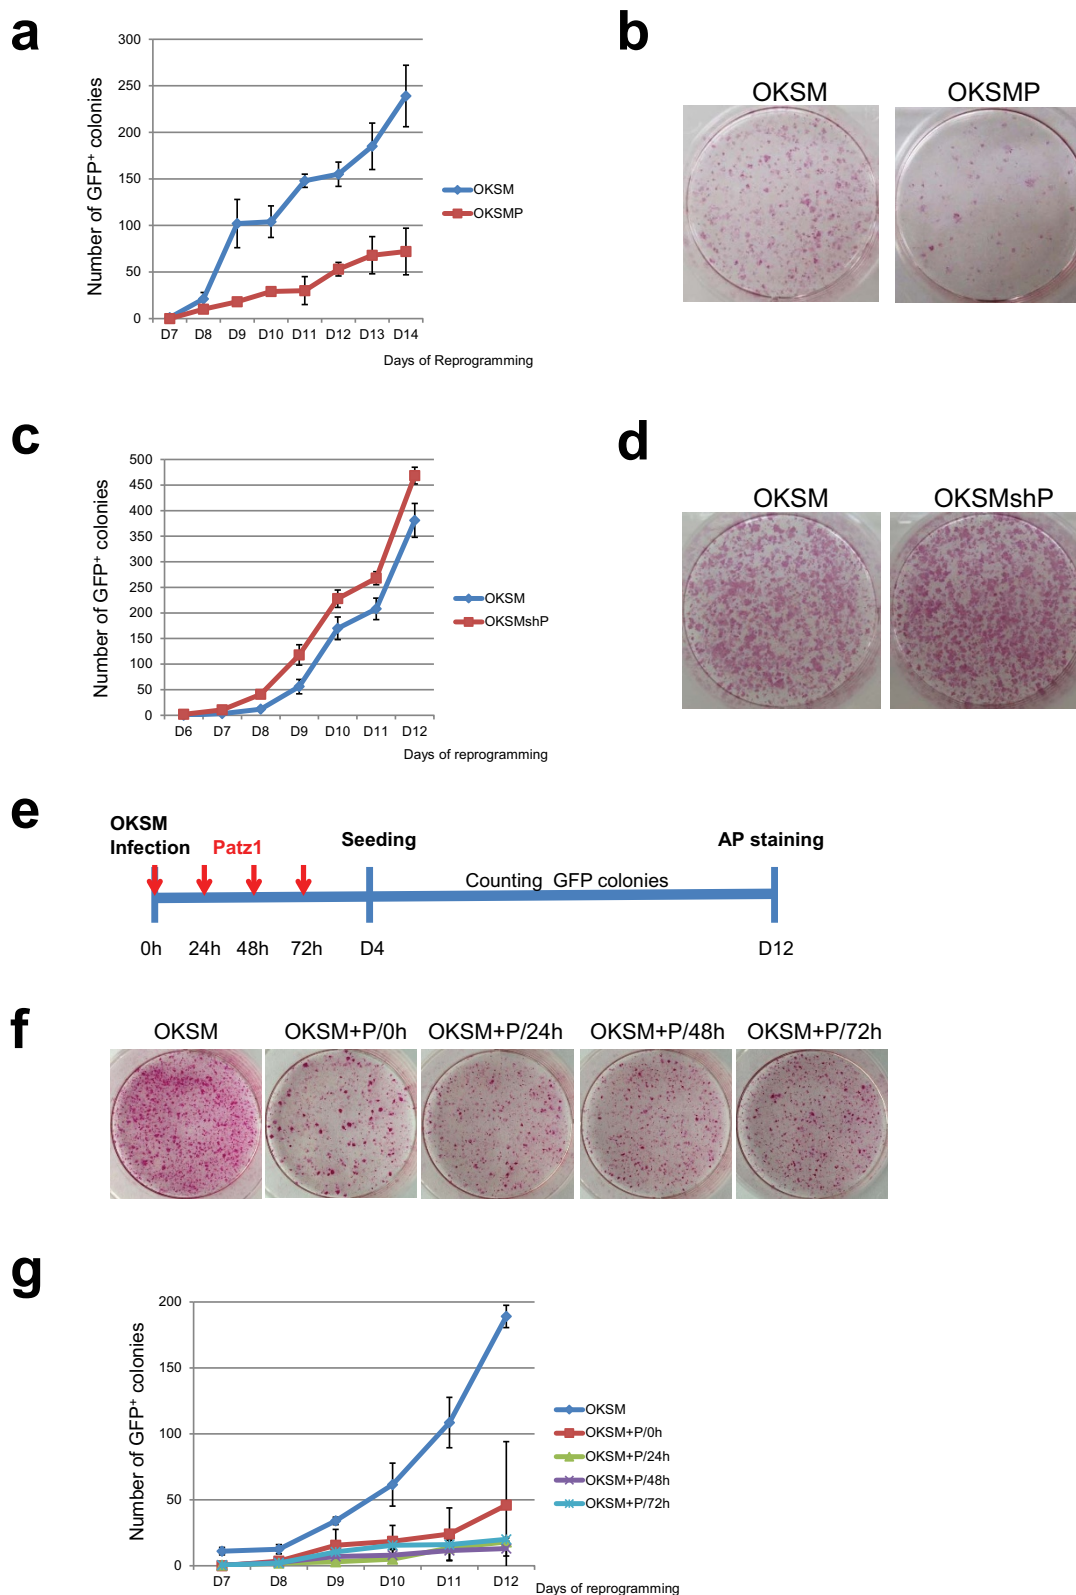 a
300
250
200
150
100
50
0
Number of GFP+ colonies
D7 D8 D9 D10 D11 D12 D13 D14
Days of Reprogramming
OKSM
OKSMP
b
OKSM OKSMP
c
500
450
400
350
300
250
200
150
100
50
0
Number of GFP+ colonies
D6 D7 D8 D9 D10 D11 D12
Days of reprogramming
OKSM
OKSMshP
d
OKSM OKSMshP
e
OKSM
Infection
Patz1
Seeding
AP staining
Counting GFP colonies
0h 24h 48h 72h D4 D12
f
OKSM OKSM+P/0h OKSM+P/24h OKSM+P/48h OKSM+P/72h
g
200
150
100
50
0
Number of GFP+ colonies
D7 D8 D9 D10 D11 D12
Days of reprogramming
OKSM
OKSM+P/0h
OKSM+P/24h
OKSM+P/48h
OKSM+P/72h